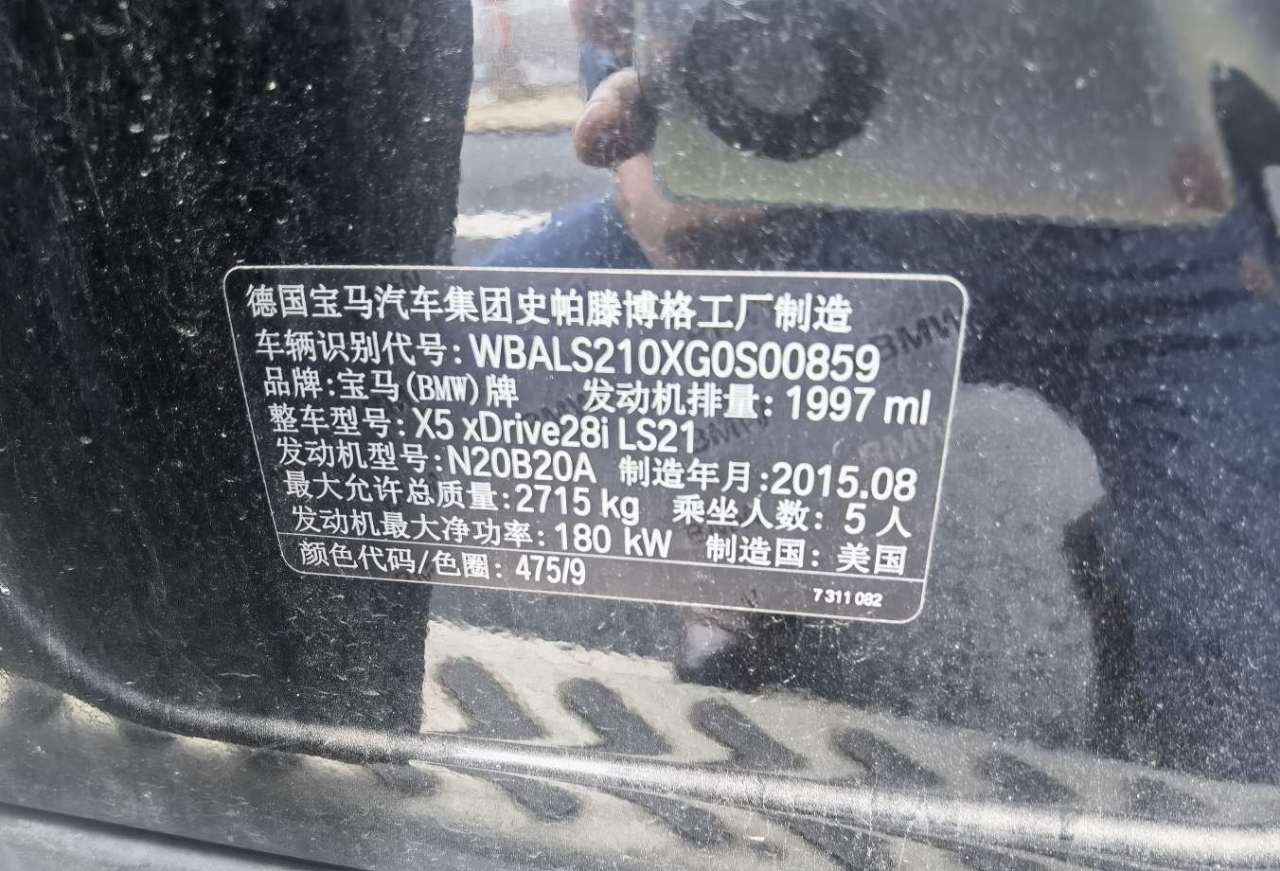 德国宝马汽车集团史帕滕博格工厂制造
车辆识别代号: WBALS210XG0S00859
品牌: 宝马(BMW)牌 发动机排量: 1997 ml
整车型号: X5 xDrive28i LS21
发动机型号: N20B20A 制造年月: 2015.08
最大允许总质量: 2715 kg 乘坐人数: 5 人
发动机最大净功率: 180 kW 制造国: 美国
颜色代码/色圈: 475/9
7 311 082